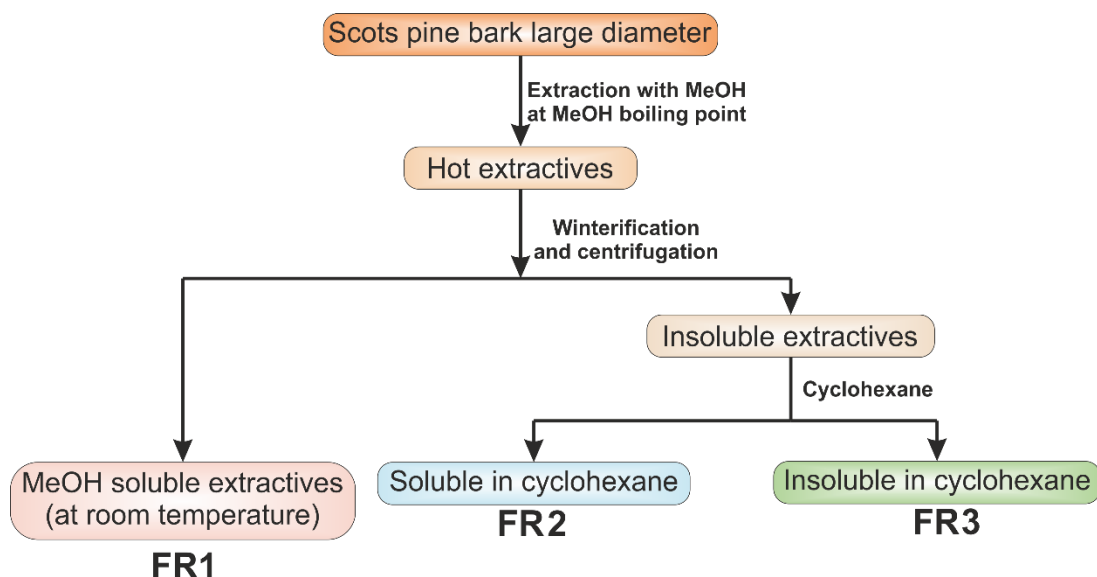 Scots pine bark large diameter
Extraction with MeOH
at MeOH boiling point
Hot extractives
Winterification
and centrifugation
Insoluble extractives
Cyclohexane
MeOH soluble extractives
(at room temperature)
FR1
Soluble in cyclohexane
FR2
Insoluble in cyclohexane
FR3